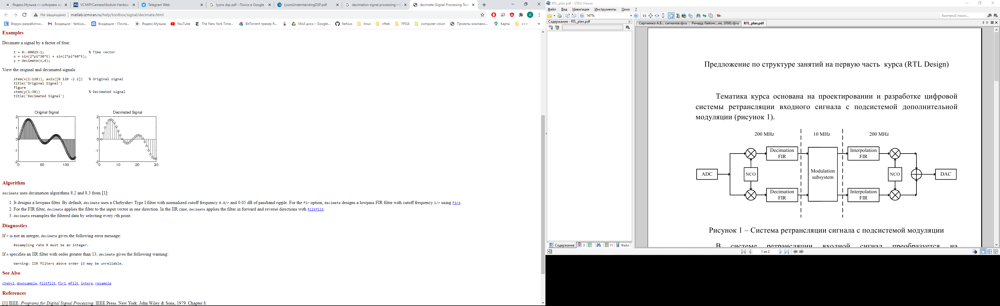 Яндекс.Музыка — собираем му
VC MIPI Camera Module Hardwar
Telegram Web
lyons dsp pdf - Поиск в Google
LyonsUnderstandingDSP.pdf
decimation signal processing – G
decimate (Signal Processing Tool
Не защищено | matlab.izmiran.ru/help/toolbox/signal/decimate.html
Форум разработчи...
Входящие - farbius...
Входящие - Почта...
Яндекс.Музыка
YouTube
The New York Time...
BitTorrent трекер R...
Мой диск – Google...
farbius
linux
riftek
FPGA
computer vision
Проекты компани...
Карты
c++
»
Examples
Decimate a signal by a factor of four:
t = 0:.00025:1; % Time vector
x = sin(2*pi*30*t) + sin(2*pi*60*t);
y = decimate(x,4);
View the original and decimated signals:
stem(x(1:120)), axis([0 120 -2 2]) % Original signal
title('Original Signal')
figure
stem(y(1:30)) % Decimated signal
title('Decimated Signal')
Original Signal
2
1
0
-1
-2
0 50 100
Decimated Signal
2
1
0
-1
-2
0 10 20 30
Algorithm
decimate uses decimation algorithms 8.2 and 8.3 from [1]:
1. It designs a lowpass filter. By default, decimate uses a Chebyshev Type I filter with normalized cutoff frequency 0.8/r and 0.05 dB of passband ripple. For the fir option, decimate designs a lowpass FIR filter with cutoff frequency 1/r using fir1.
2. For the FIR filter, decimate applies the filter to the input vector in one direction. In the IIR case, decimate applies the filter in forward and reverse directions with filtfilt.
3. decimate resamples the filtered data by selecting every rth point.
Diagnostics
If r is not an integer, decimate gives the following error message:
Resampling rate R must be an integer.
If n specifies an IIR filter with order greater than 13, decimate gives the following warning:
Warning: IIR filters above order 13 may be unreliable.
See Also
cheby1, downsample, filtfilt, fir1, mfilt, interp, resample
References
[1] IEEE. Programs for Digital Signal Processing. IEEE Press. New York: John Wiley & Sons, 1979. Chapter 8.
RTL_plan.pdf - STDU Viewer
Файл Вид Навигация Инструменты Окно ?
147%
1:1
Быстрый поиск...
Содержание - RTL_plan.pdf
Сергиенко А.Б... сигналов.djvu
Ричард Лайонс...ие, 2006).djvu
RTL_plan.pdf
Предложение по структуре занятий на первую часть курса (RTL Design)
Тематика курса основана на проектировании и разработке цифровой
системы ретрансляции входного сигнала с подсистемой дополнительной
модуляции (рисунок 1).
200 MHz
10 MHz
200 MHz
Decimation
FIR
Interpolation
FIR
ADC
NCO
Modulation
subsystem
NCO
DAC
Decimation
FIR
Interpolation
FIR
Рисунок 1 – Система ретрансляции сигнала с подсистемой модуляции
В системе ретрансляции входной сигнал преобразуется на
Содержание
З
П
Файл
1 из 2